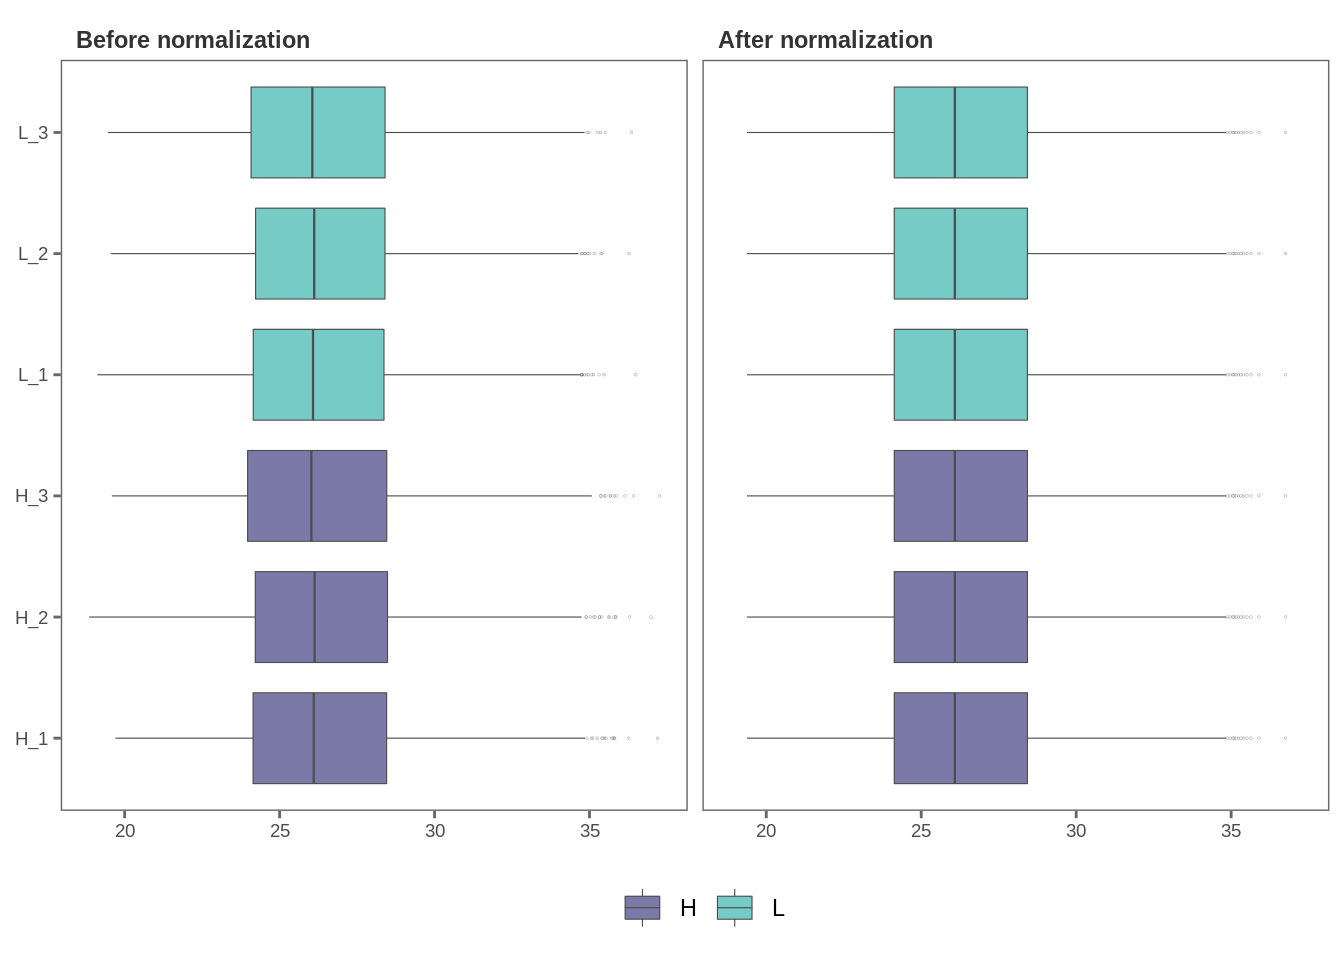 Before normalization
After normalization
L_3
L_2
L_1
H_3
H_2
H_1
20 25 30 35
20 25 30 35
H L